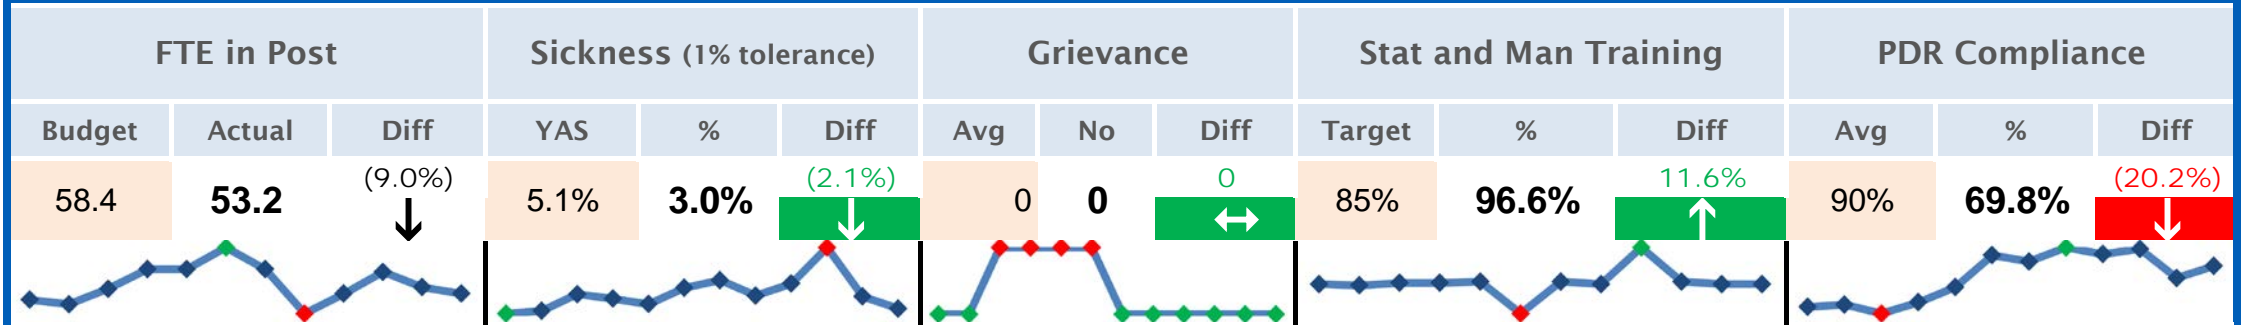 FTE in Post Sickness (1% tolerance) Grievance Stat and Man Training PDR Compliance
Budget Actual Diff YAS % Diff Avg No Diff Target % Diff Avg % Diff
58.4 53.2 (9.0%) 5.1% 3.0% (2.1%) 0 0 0 85% 96.6% 11.6% 90% 69.8% (20.2%)